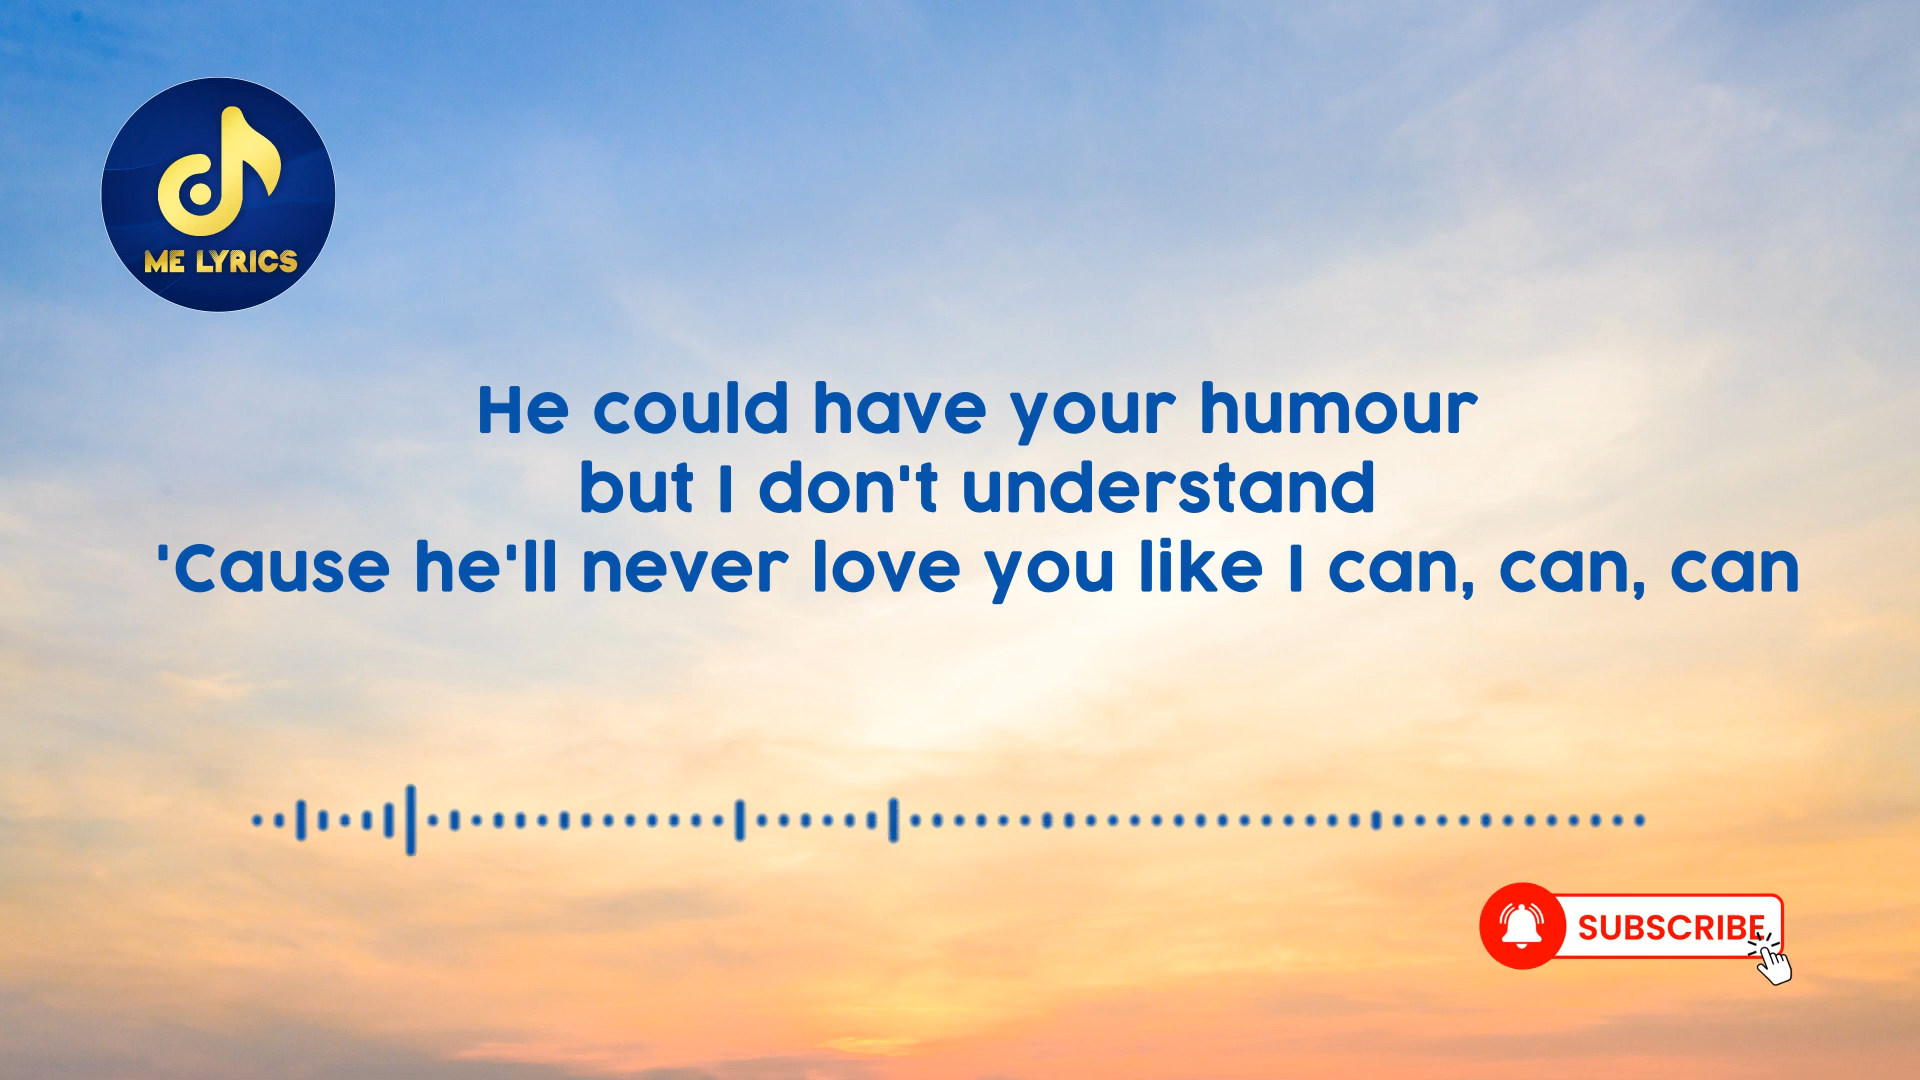 ME LYRICS
He could have your humour
but I don't understand
'Cause he'll never love you like I can, can, can
SUBSCRIBE